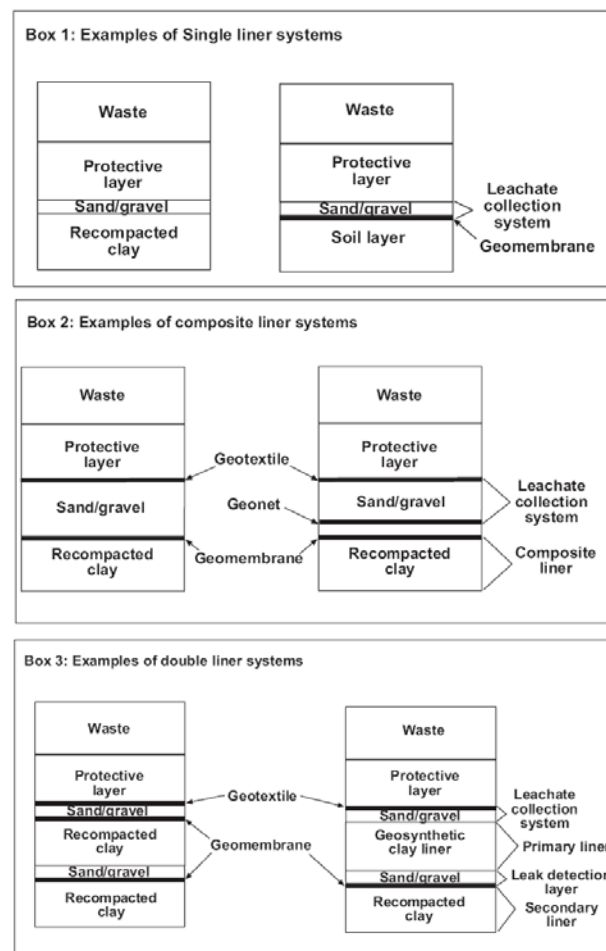 Box 1: Examples of Single liner systems
Waste
Protective
layer
Sand/gravel
Recompacted
clay
Waste
Protective
layer
Sand/gravel
Soil layer
Leachate
collection
system
Geomembrane
Box 2: Examples of composite liner systems
Waste
Protective
layer
Sand/gravel
Recompacted
clay
Geotextile
Geonet
Geomembrane
Waste
Protective
layer
Sand/gravel
Recompacted
clay
Leachate
collection
system
Composite
liner
Box 3: Examples of double liner systems
Waste
Protective
layer
Sand/gravel
Recompacted
clay
Sand/gravel
Recompacted
clay
Geotextile
Geomembrane
Waste
Protective
layer
Sand/gravel
Geosynthetic
clay liner
Sand/gravel
Recompacted
clay
Leachate
collection
system
Primary liner
Leak detection
layer
Secondary
liner